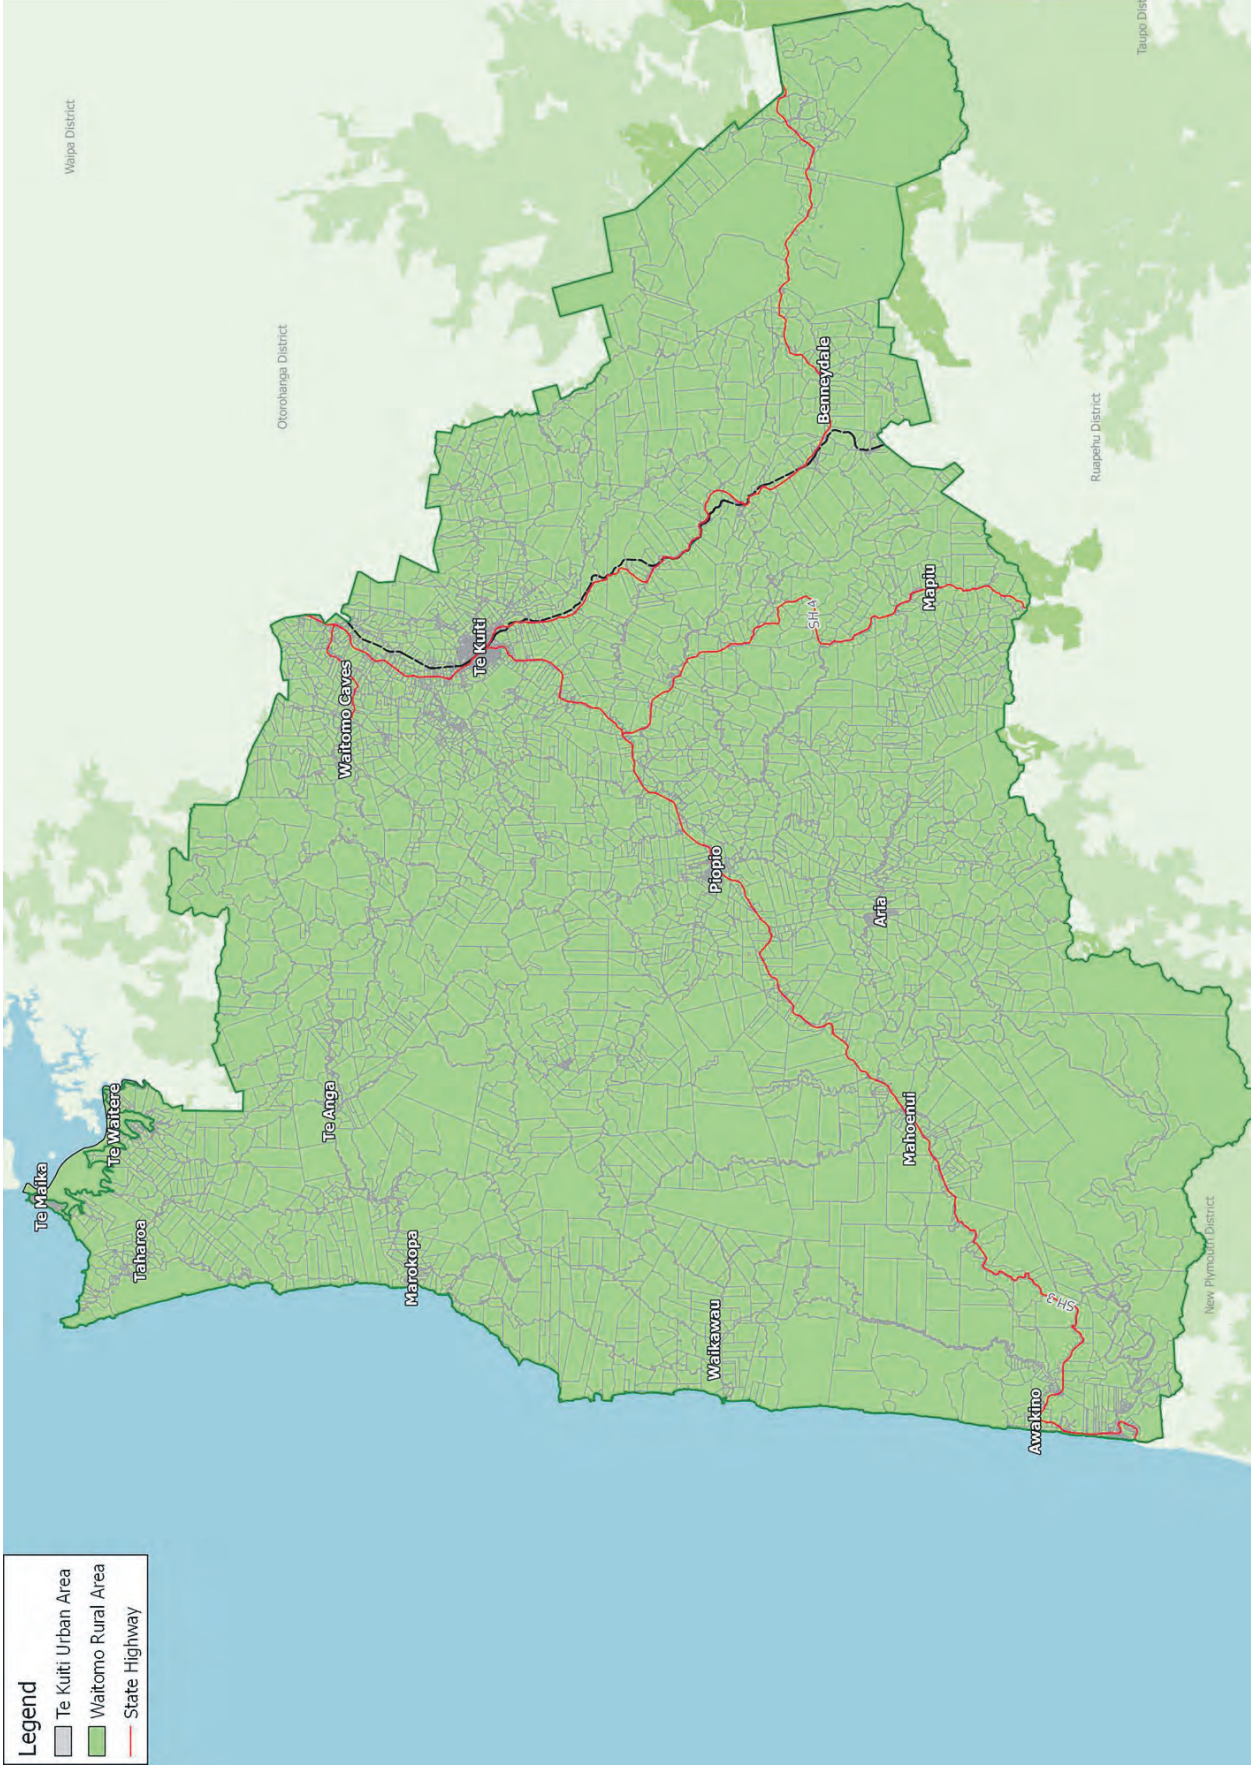 Legend
Te Kuiti Urban Area
Waitomo Rural Area
State Highway
Te Maika
Te Waitere
Taharoa
Te Anga
Marokopa
Waikawau
Awakino
SH 3
Mahoenui
Aria
Piopio
Waitomo Caves
Te Kuiti
SH 4
Mapiu
Benneydale
Waipa District
Otorohanga District
Taupo Dist
Ruapehu District
New Plymouth District